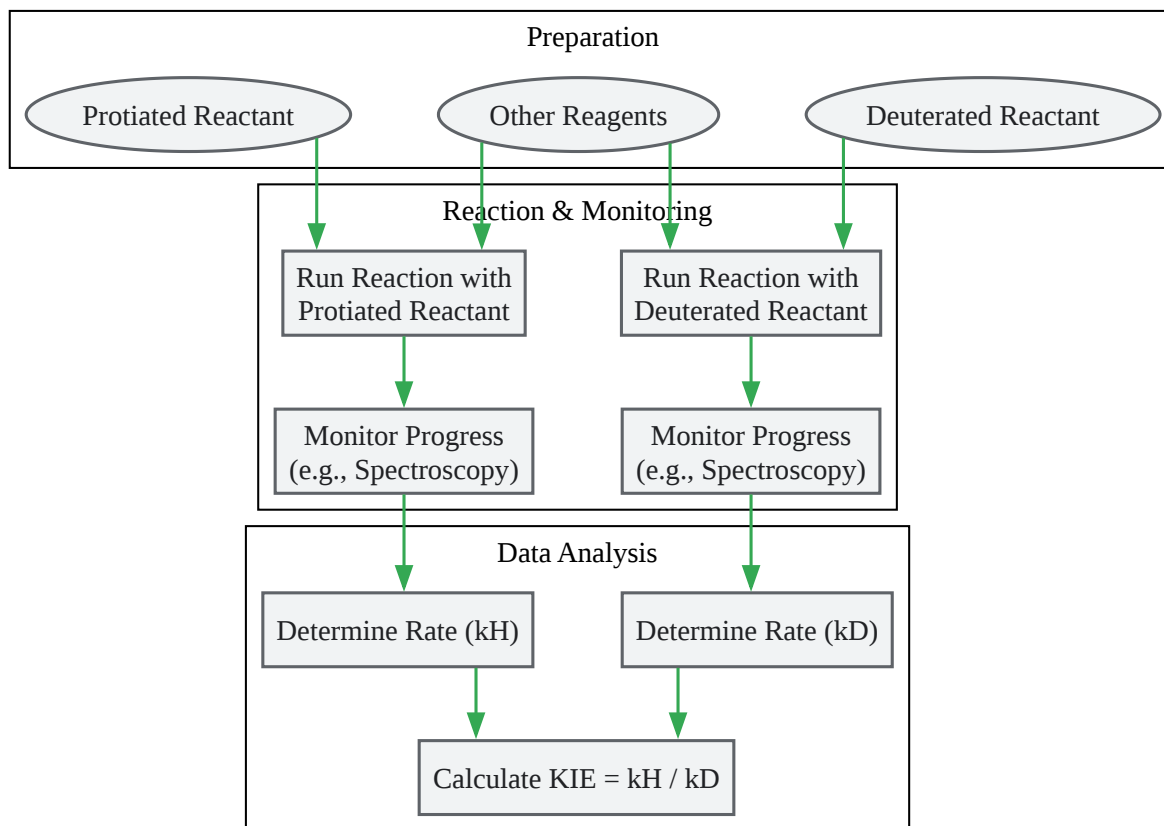 Preparation
Protiated Reactant
Other Reagents
Deuterated Reactant
Reaction & Monitoring
Run Reaction with
Protiated Reactant
Run Reaction with
Deuterated Reactant
Monitor Progress
(e.g., Spectroscopy)
Monitor Progress
(e.g., Spectroscopy)
Data Analysis
Determine Rate (kH)
Determine Rate (kD)
Calculate KIE = kH / kD